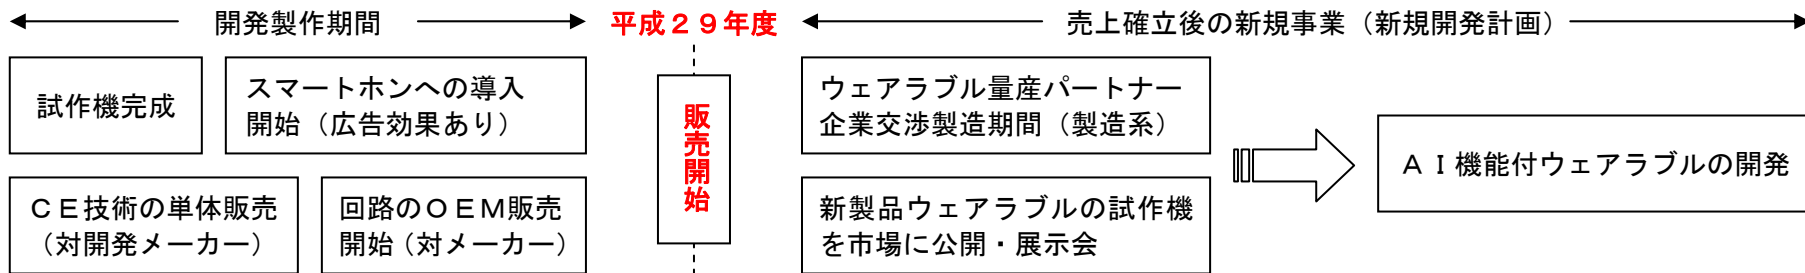 開発製作期間
平成２９年度
売上確立後の新規事業（新規開発計画）
試作機完成
スマートホンへの導入
開始（広告効果あり）
ＣＥ技術の単体販売
（対開発メーカー）
回路のＯＥＭ販売
開始（対メーカー）
販売開始
ウェアラブル量産パートナー
企業交渉製造期間（製造系）
新製品ウェアラブルの試作機
を市場に公開・展示会
ＡＩ機能付ウェアラブルの開発